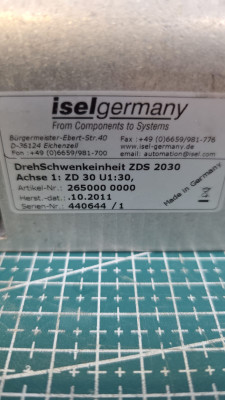 iselgermany
From Components to Systems
Bürgermeister-Ebert-Str.40 Fax :+49 (0)6659/981-776
D-36124 Eichenzell www.isel-germany.de
Fon :+49 (0)6659/981-700 email: automation@isel.com
DrehSchwenkeinheit ZDS 2030
Achse 1: ZD 30 U1:30,
Artikel-Nr.: 265000 0000
Herst.-dat.: .10.2011
Serien-Nr.: 440644 /1
Made in Germany